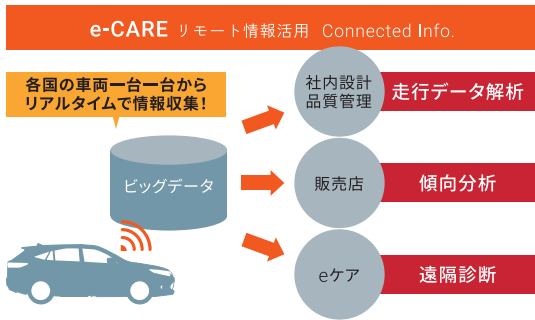 e-CARE リモート情報活用 Connected Info.
各国の車両一台一台から
リアルタイムで情報収集!
ビッグデータ
社内設計
品質管理
走行データ解析
販売店
傾向分析
eケア
遠隔診断